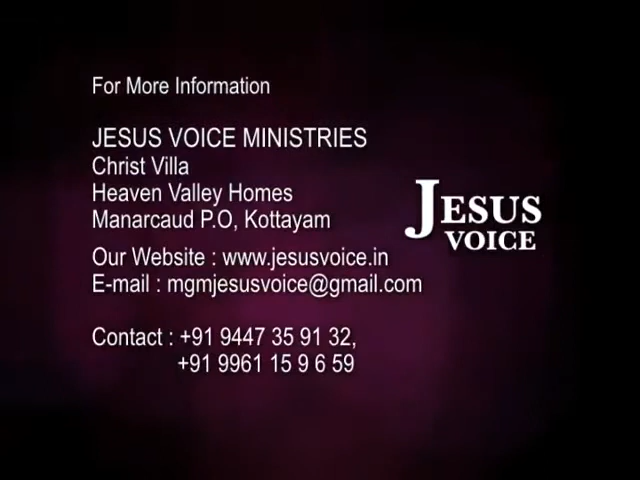 For More Information
JESUS VOICE MINISTRIES
Christ Villa
Heaven Valley Homes
Manarcaud P.O, Kottayam
JESUS
VOICE
Our Website : www.jesusvoice.in
E-mail : mgmjesusvoice@gmail.com
Contact : +91 9447 35 91 32,
+91 9961 15 9 6 59